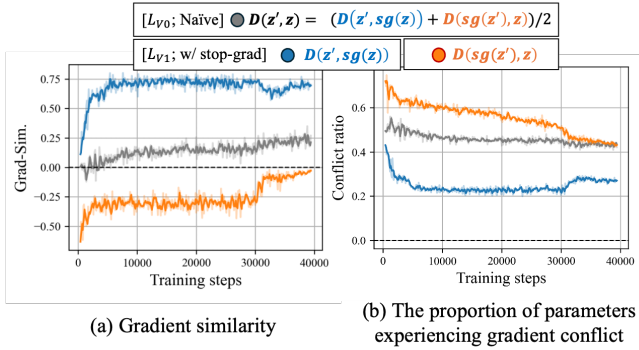 [L_V0; Naïve] D(z', z) = (D(z', sg(z)) + D(sg(z'), z))/2
[L_V1; w/ stop-grad] D(z', sg(z)) D(sg(z'), z)
Grad-Sim.
0.75
0.50
0.25
0.00
−0.25
−0.50
0 10000 20000 30000 40000
Training steps
(a) Gradient similarity
Conflict ratio
0.6
0.4
0.2
0.0
0 10000 20000 30000 40000
Training steps
(b) The proportion of parameters
experiencing gradient conflict